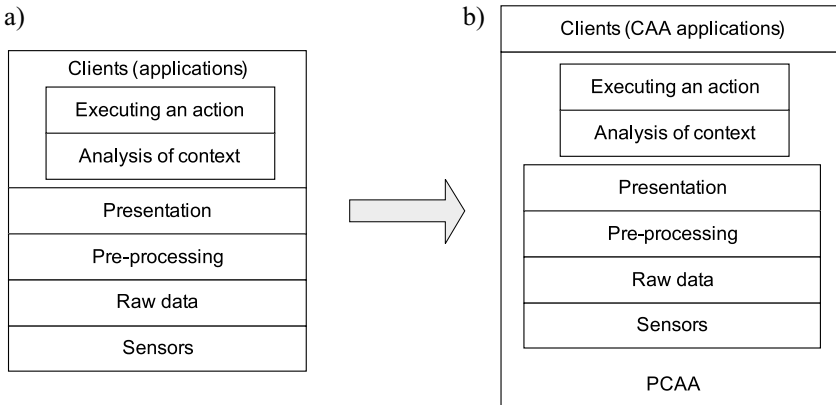 a)
Clients (applications)
Executing an action
Analysis of context
Presentation
Pre-processing
Raw data
Sensors
b)
Clients (CAA applications)
Executing an action
Analysis of context
Presentation
Pre-processing
Raw data
Sensors
PCAA